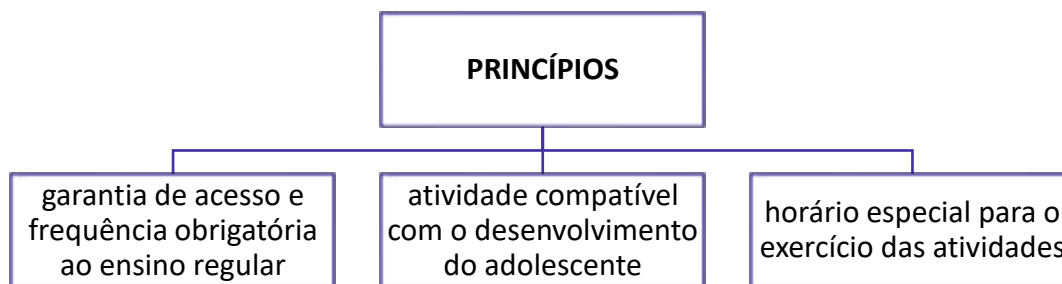 PRINCÍPIOS
garantia de acesso e
frequência obrigatória
ao ensino regular
atividade compatível
com o desenvolvimento
do adolescente
horário especial para o
exercício das atividades